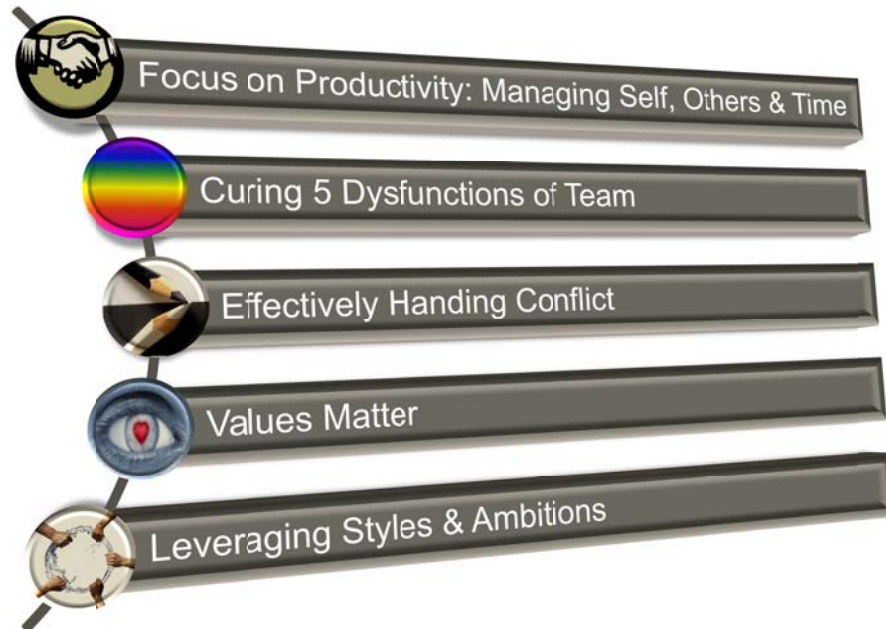 Focus on Productivity: Managing Self, Others & Time
Curing 5 Dysfunctions of Team
Effectively Handing Conflict
Values Matter
Leveraging Styles & Ambitions